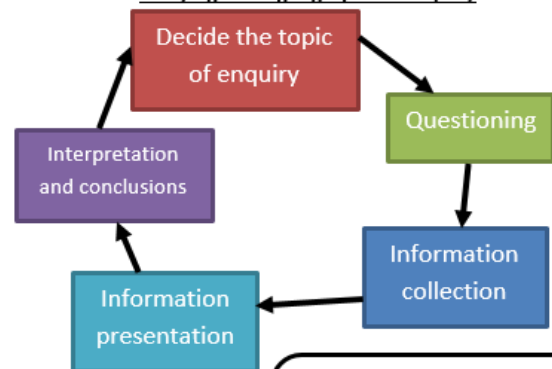 Decide the topic
of enquiry
Questioning
Information
collection
Information
presentation
Interpretation
and conclusions